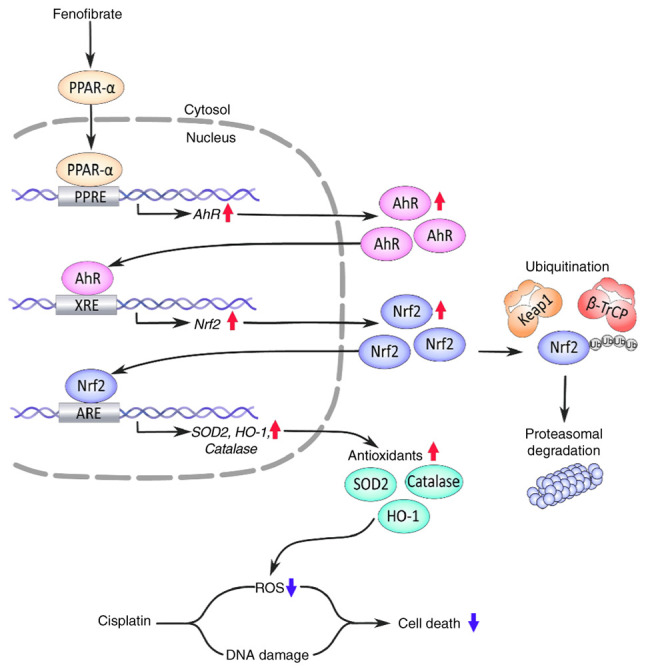 Fenofibrate
PPAR-α
Cytosol
Nucleus
PPAR-α
PPRE
AhR
AhR
AhR
AhR
AhR
XRE
Nrf2
Nrf2
Nrf2
Nrf2
Ubiquitination
Keap1
β-TrCP
Nrf2
Ub Ub Ub Ub
Nrf2
ARE
SOD2, HO-1,
Catalase
Antioxidants
SOD2
Catalase
HO-1
Proteasomal
degradation
ROS
Cisplatin
Cell death
DNA damage